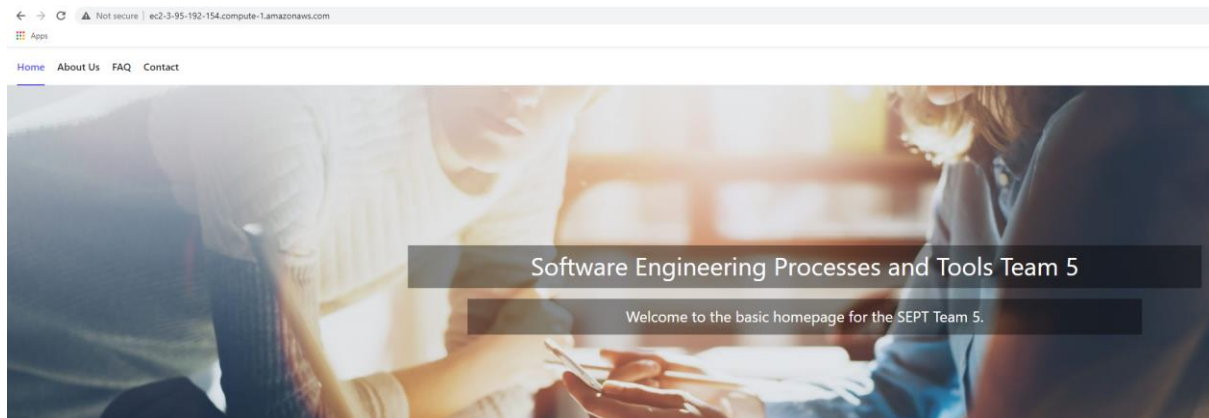 Not secure | ec2-3-95-192-154.compute-1.amazonaws.com
Apps
Home About Us FAQ Contact
Software Engineering Processes and Tools Team 5
Welcome to the basic homepage for the SEPT Team 5.